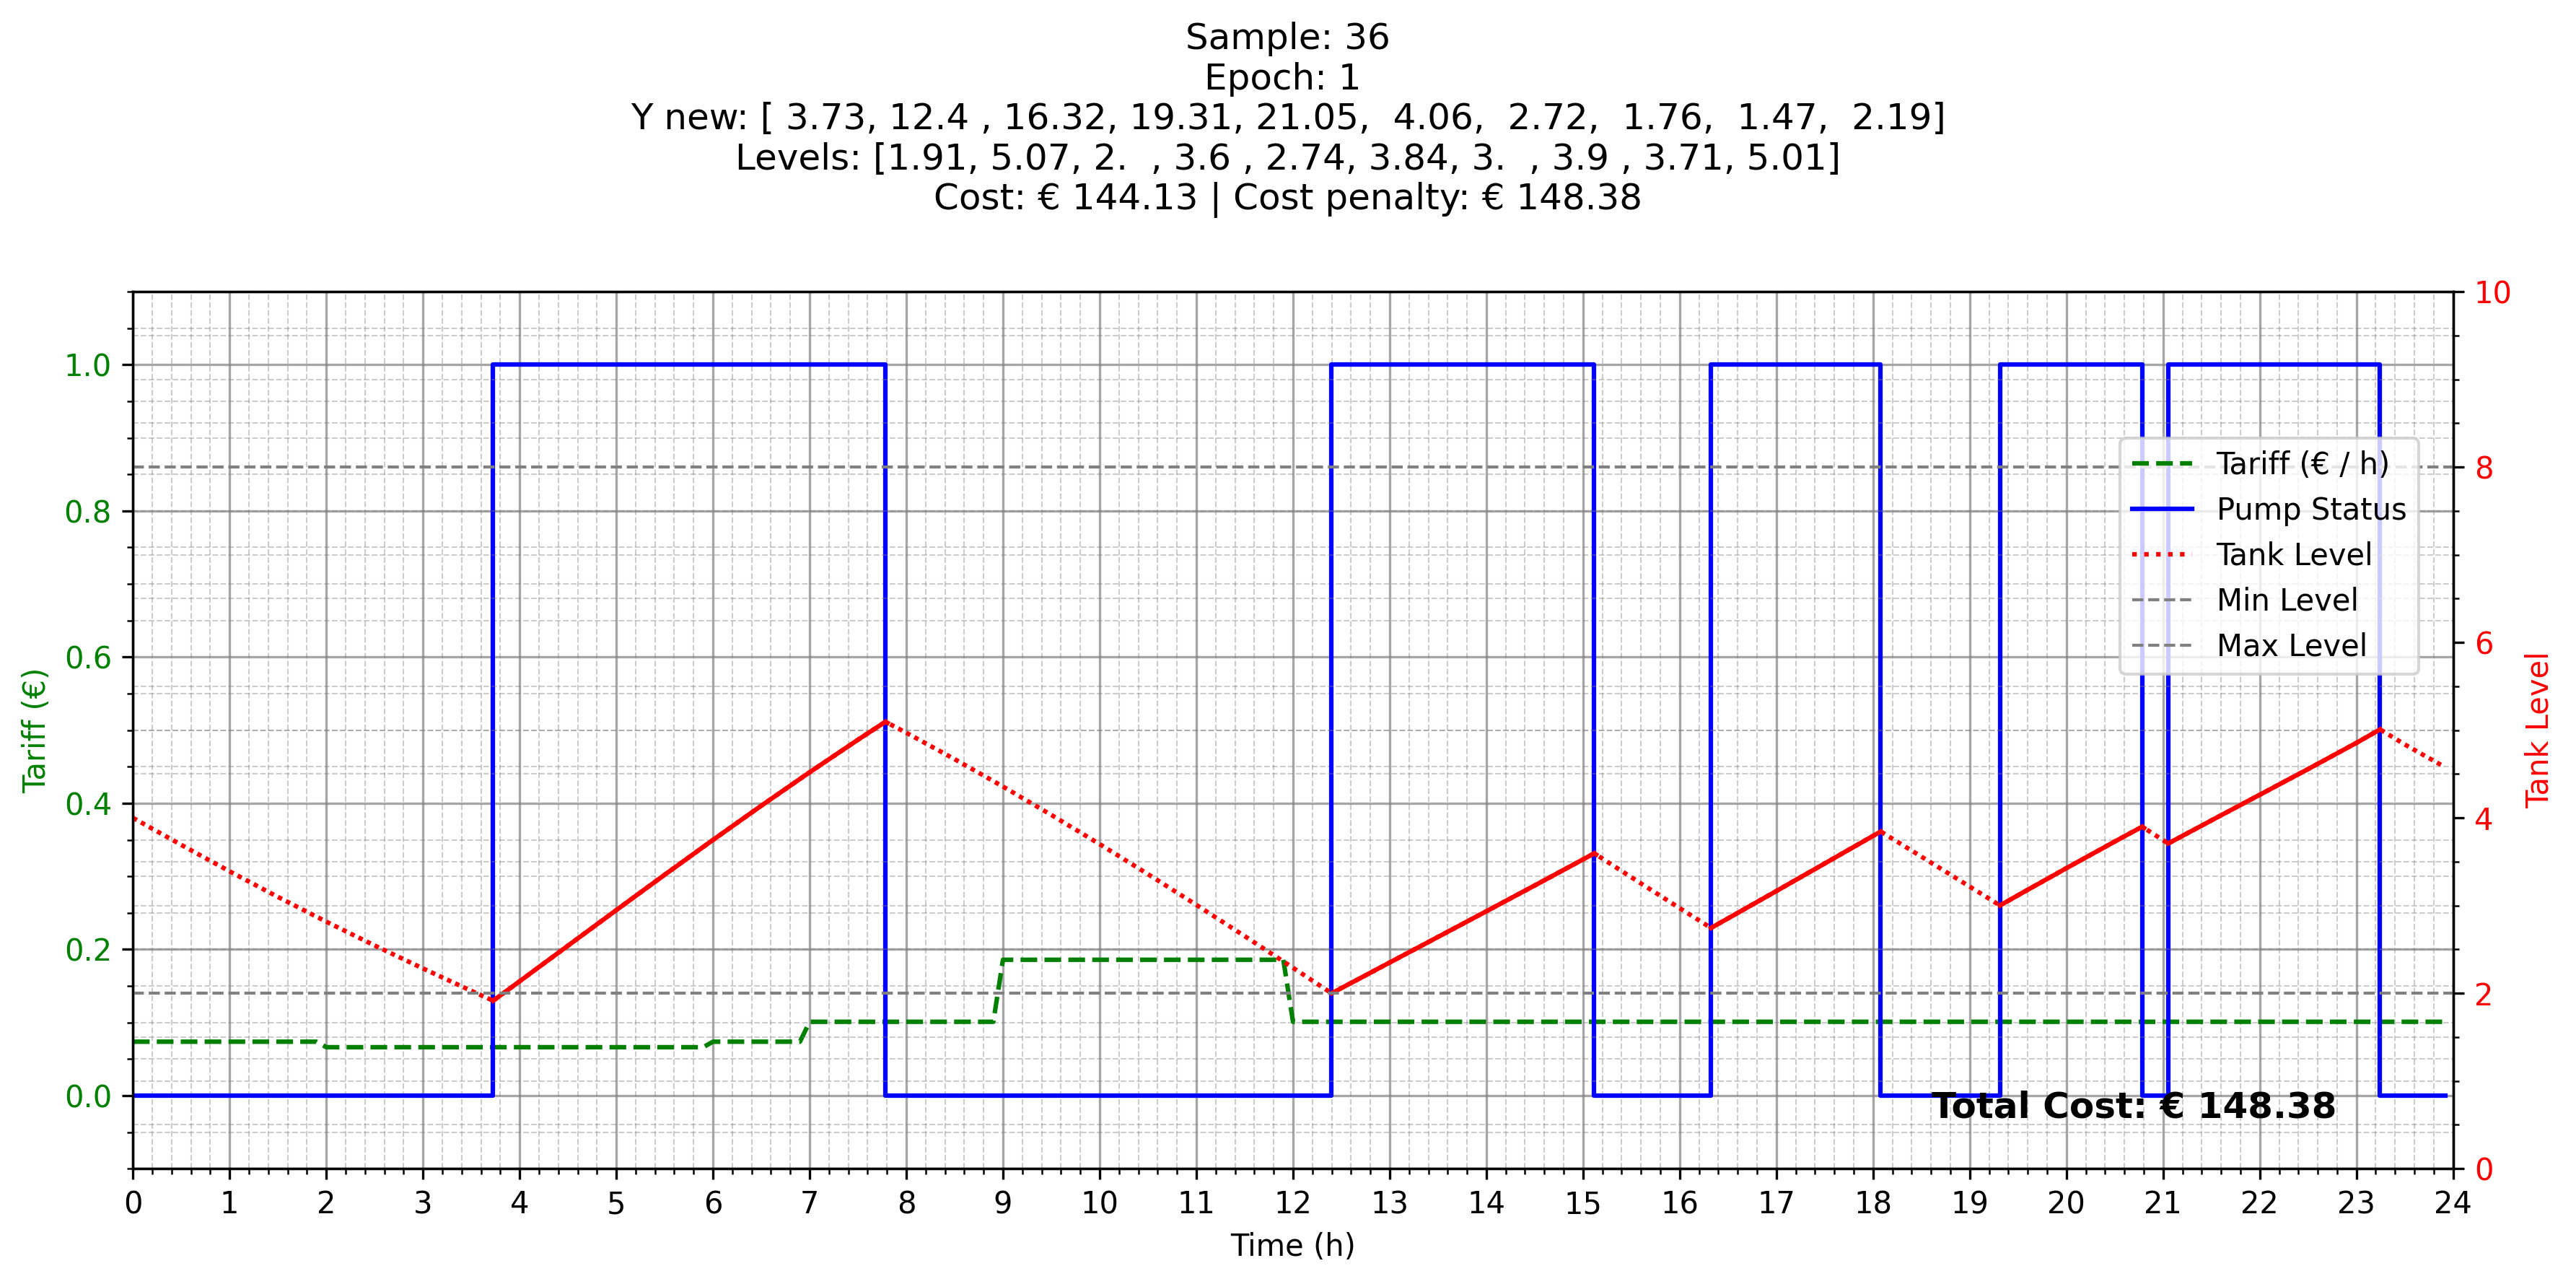 Sample: 36
Epoch: 1
Y new: [ 3.73, 12.4 , 16.32, 19.31, 21.05,  4.06,  2.72,  1.76,  1.47,  2.19]
Levels: [1.91, 5.07, 2.  , 3.6 , 2.74, 3.84, 3.  , 3.9 , 3.71, 5.01]
Cost: € 144.13 | Cost penalty: € 148.38
1.0
0.8
0.6
0.4
0.2
0.0
Tariff (€)
10
8
6
4
2
0
Tank Level
Tariff (€ / h)
Pump Status
Tank Level
Min Level
Max Level
Total Cost: € 148.38
0 1 2 3 4 5 6 7 8 9 10 11 12 13 14 15 16 17 18 19 20 21 22 23 24
Time (h)